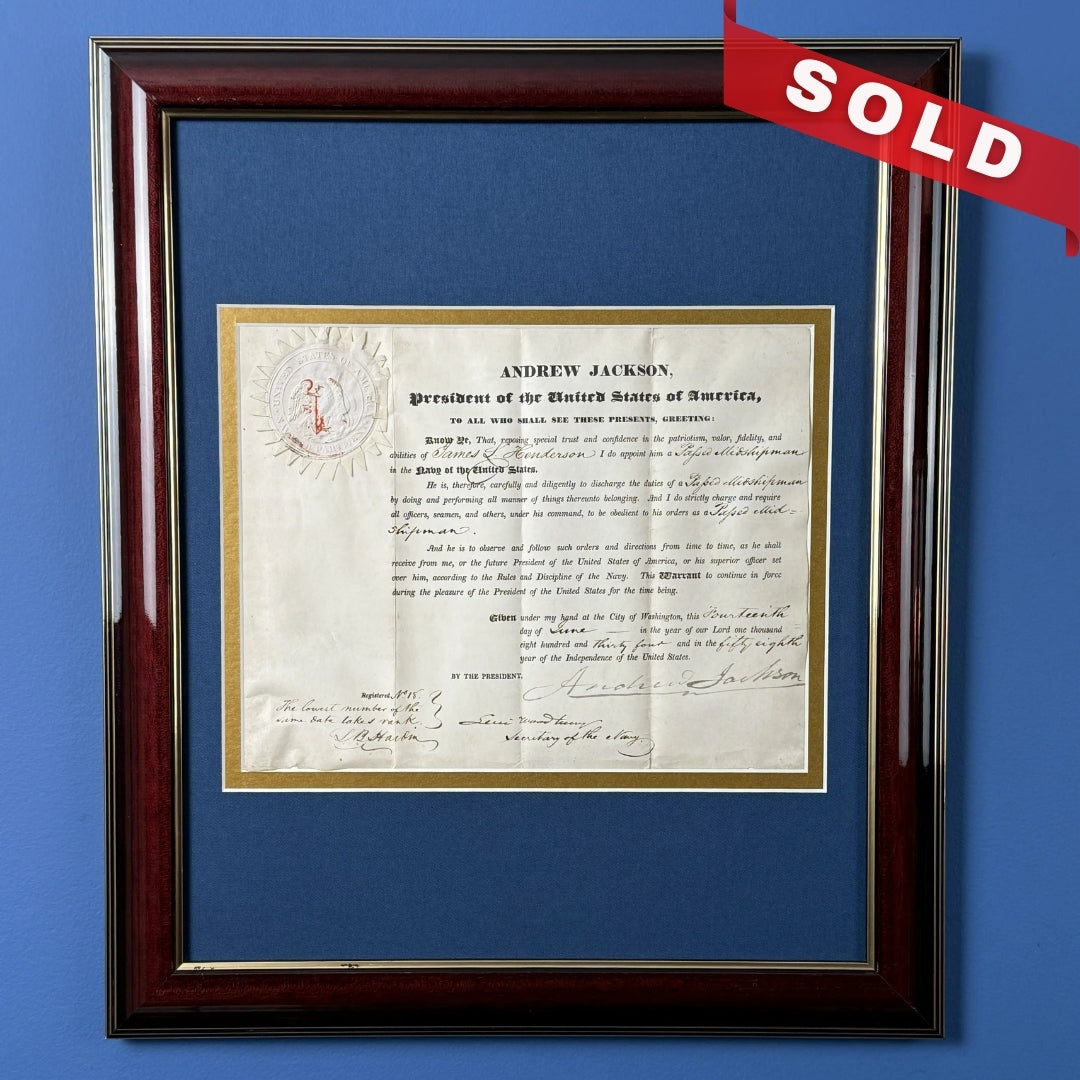 SOLD
UNITED STATES OF AMERICA
ANDREW JACKSON,
President of the United States of America,
TO ALL WHO SHALL SEE THESE PRESENTS, GREETING:
Know Ye, That, reposing special trust and confidence in the patriotism, valor, fidelity, and
abilities of James L Henderson I do appoint him a Passed Midshipman
in the Navy of the United States.
He is, therefore, carefully and diligently to discharge the duties of a Passed Midshipman
by doing and performing all manner of things thereunto belonging. And I do strictly charge and require
all officers, seamen, and others, under his command, to be obedient to his orders as a Passed Mid=
shipman.
And he is to observe and follow such orders and directions from time to time, as he shall
receive from me, or the future President of the United States of America, or his superior officer set
over him, according to the Rules and Discipline of the Navy. This Warrant to continue in force
during the pleasure of the President of the United States for the time being.
Given under my hand at the City of Washington, this Fourteenth
day of June — in the year of our Lord one thousand
eight hundred and thirty four and in the fifty eighth
year of the Independence of the United States.
BY THE PRESIDENT,
Andrew Jackson
Registered, No 18.
The lowest number of the
same date takes rank.
Levi Woodbury
Secretary of the Navy.